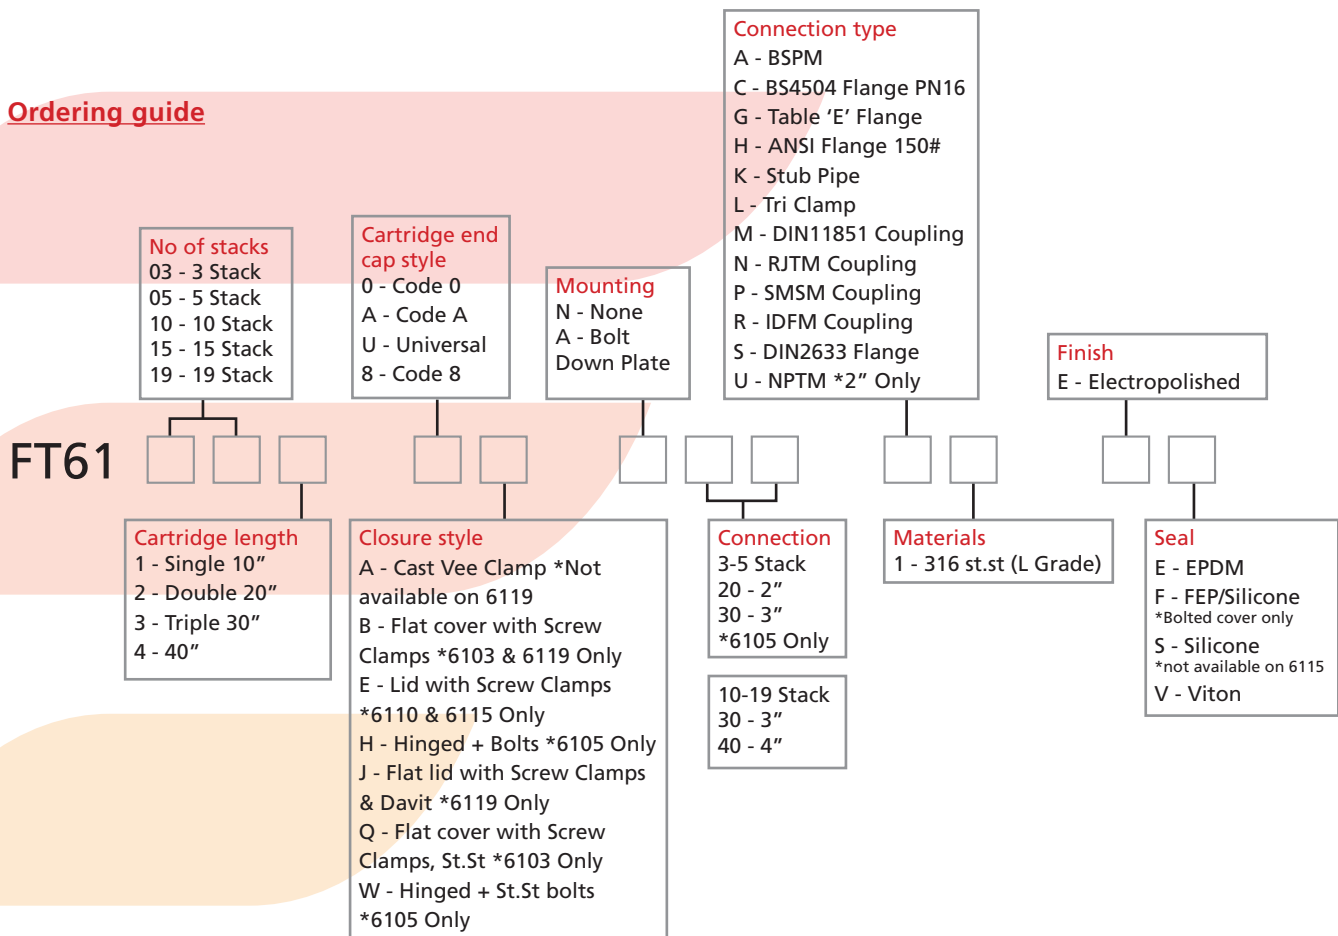 Ordering guide
Connection type
A - BSPM
C - BS4504 Flange PN16
G - Table ‘E’ Flange
H - ANSI Flange 150#
K - Stub Pipe
L - Tri Clamp
M - DIN11851 Coupling
N - RJTM Coupling
P - SMSM Coupling
R - IDFM Coupling
S - DIN2633 Flange
U - NPTM *2” Only
No of stacks
03 - 3 Stack
05 - 5 Stack
10 - 10 Stack
15 - 15 Stack
19 - 19 Stack
Cartridge end
cap style
0 - Code 0
A - Code A
U - Universal
8 - Code 8
Mounting
N - None
A - Bolt
Down Plate
Finish
E - Electropolished
FT61
Cartridge length
1 - Single 10”
2 - Double 20”
3 - Triple 30”
4 - 40”
Closure style
A - Cast Vee Clamp *Not
available on 6119
B - Flat cover with Screw
Clamps *6103 & 6119 Only
E - Lid with Screw Clamps
*6110 & 6115 Only
H - Hinged + Bolts *6105 Only
J - Flat lid with Screw Clamps
& Davit *6119 Only
Q - Flat cover with Screw
Clamps, St.St *6103 Only
W - Hinged + St.St bolts
*6105 Only
Connection
3-5 Stack
20 - 2”
30 - 3”
*6105 Only
10-19 Stack
30 - 3”
40 - 4”
Materials
1 - 316 st.st (L Grade)
Seal
E - EPDM
F - FEP/Silicone
*Bolted cover only
S - Silicone
*not available on 6115
V - Viton